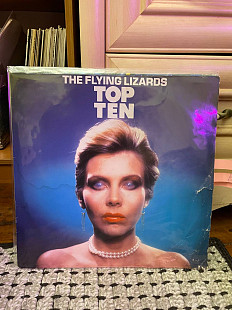 THE FLYING LIZARDS
TOP
TEN